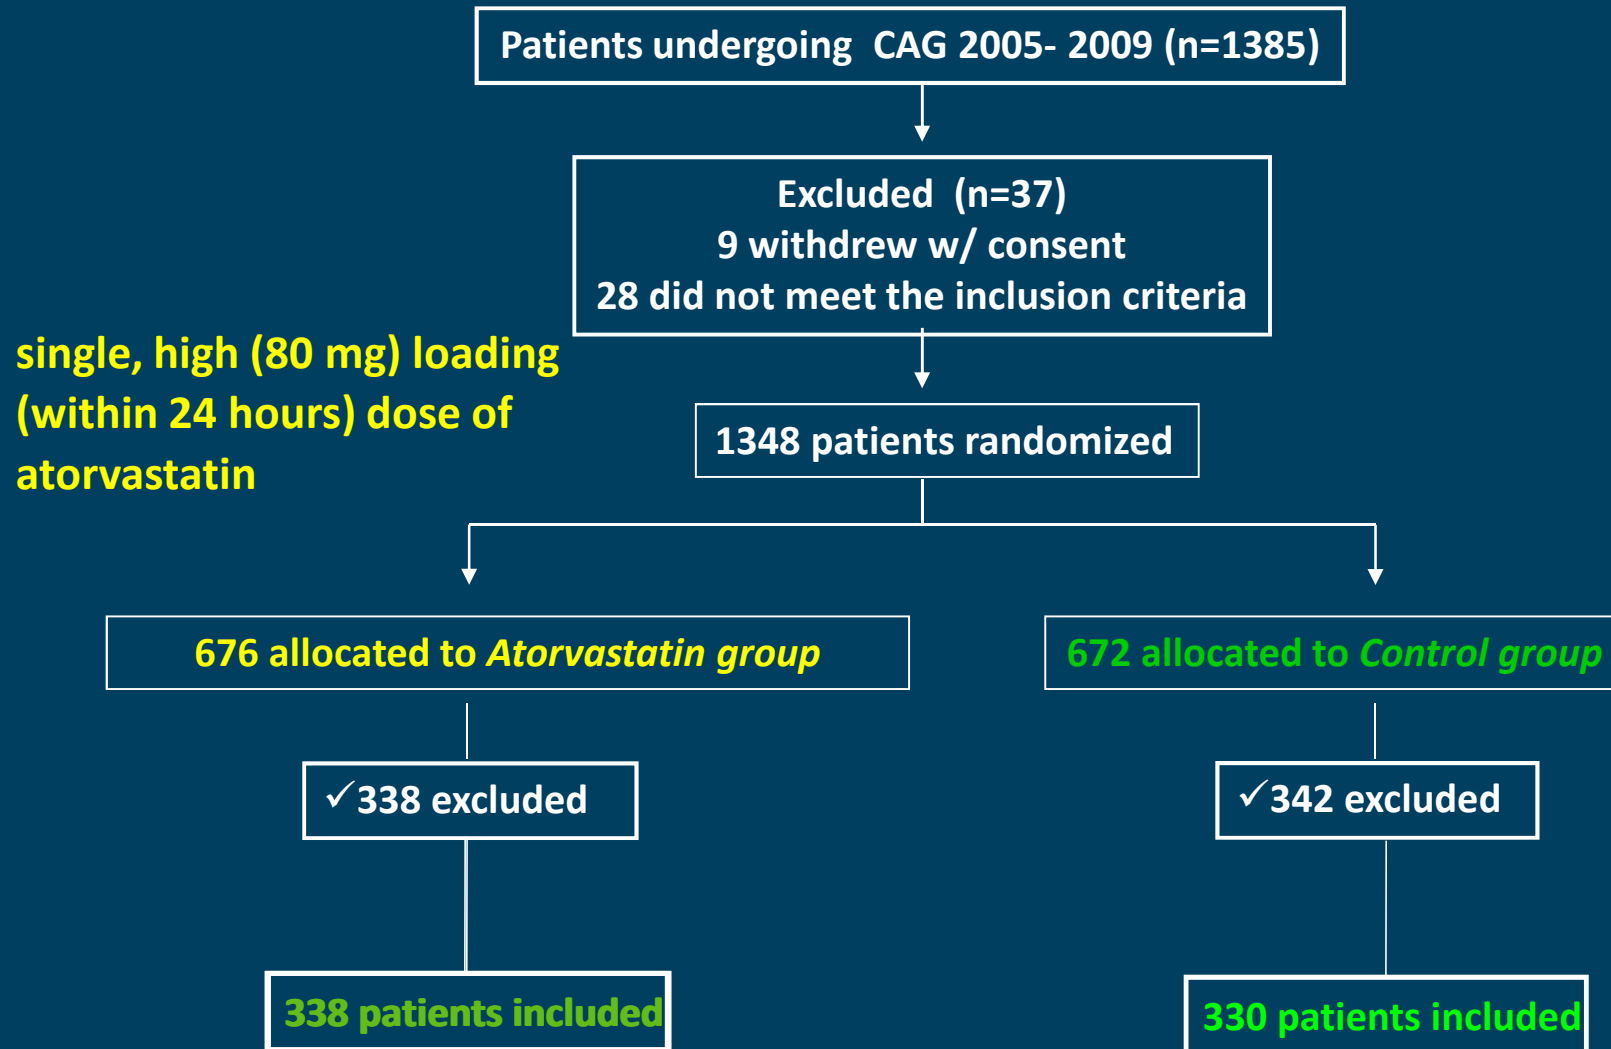 Patients undergoing CAG 2005- 2009 (n=1385)
Excluded (n=37)
9 withdrew w/ consent
28 did not meet the inclusion criteria
single, high (80 mg) loading
(within 24 hours) dose of
atorvastatin
1348 patients randomized
676 allocated to Atorvastatin group
672 allocated to Control group
✓338 excluded
✓342 excluded
338 patients included
330 patients included